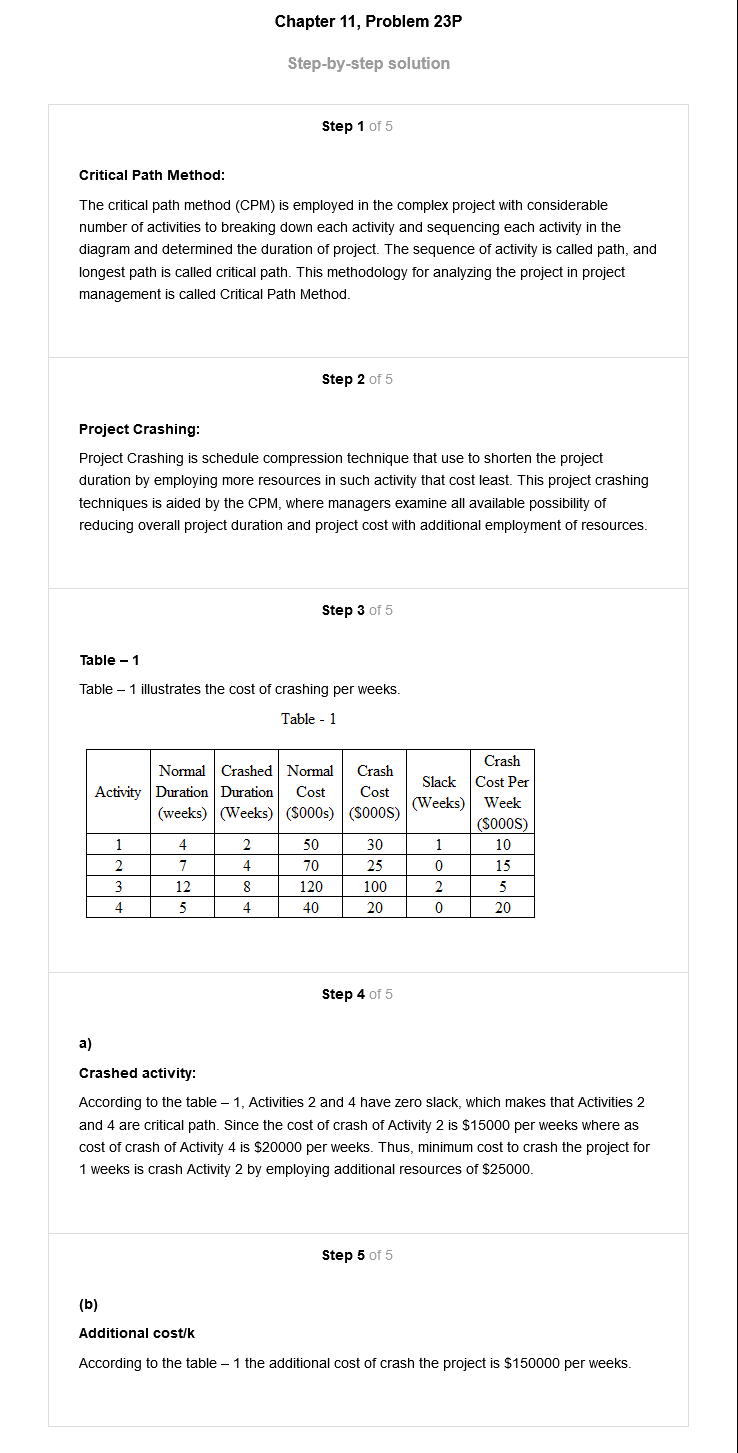 Chapter 11, Problem 23P
Step-by-step solution
Step 1 of 5
Critical Path Method:
The critical path method (CPM) is employed in the complex project with considerable
number of activities to breaking down each activity and sequencing each activity in the
diagram and determined the duration of project. The sequence of activity is called path, and
longest path is called critical path. This methodology for analyzing the project in project
management is called Critical Path Method.
Step 2 of 5
Project Crashing:
Project Crashing is schedule compression technique that use to shorten the project
duration by employing more resources in such activity that cost least. This project crashing
techniques is aided by the CPM, where managers examine all available possibility of
reducing overall project duration and project cost with additional employment of resources.
Step 3 of 5
Table – 1
Table – 1 illustrates the cost of crashing per weeks.
Table - 1
Activity Normal Duration (weeks) Crashed Duration (Weeks) Normal Cost ($000s) Crash Cost ($000S) Slack (Weeks) Crash Cost Per Week ($000S)
1 4 2 50 30 1 10
2 7 4 70 25 0 15
3 12 8 120 100 2 5
4 5 4 40 20 0 20
Step 4 of 5
a)
Crashed activity:
According to the table – 1, Activities 2 and 4 have zero slack, which makes that Activities 2
and 4 are critical path. Since the cost of crash of Activity 2 is $15000 per weeks where as
cost of crash of Activity 4 is $20000 per weeks. Thus, minimum cost to crash the project for
1 weeks is crash Activity 2 by employing additional resources of $25000.
Step 5 of 5
(b)
Additional cost/k
According to the table – 1 the additional cost of crash the project is $150000 per weeks.